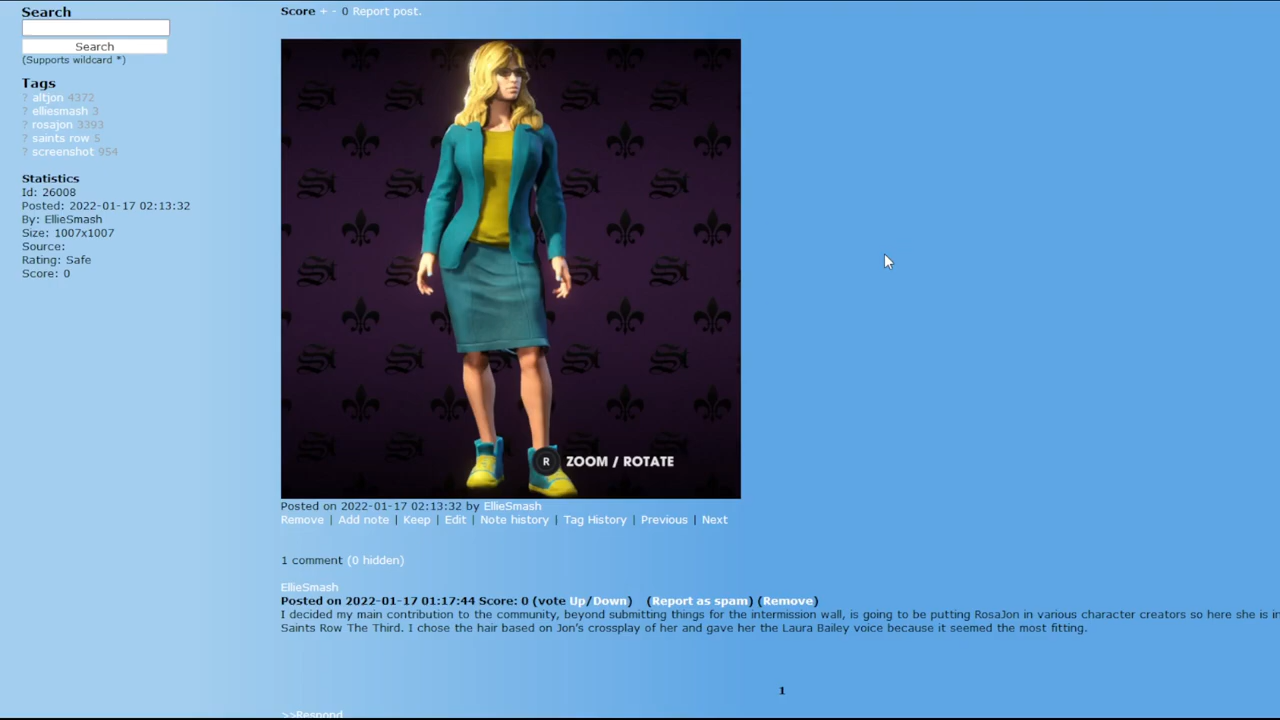 Search
Search
(Supports wildcard *)
Tags
? altjon 4372
? elliesmash 3
? rosajon 3393
? saints row 5
? screenshot 954
Statistics
Id: 26008
Posted: 2022-01-17 02:13:32
By: EllieSmash
Size: 1007x1007
Source:
Rating: Safe
Score: 0
Score + - 0 Report post.
R ZOOM / ROTATE
Posted on 2022-01-17 02:13:32 by EllieSmash
Remove | Add note | Keep | Edit | Note history | Tag History | Previous | Next
1 comment (0 hidden)
EllieSmash
Posted on 2022-01-17 01:17:44 Score: 0 (vote Up/Down) (Report as spam) (Remove)
I decided my main contribution to the community, beyond submitting things for the intermission wall, is going to be putting RosaJon in various character creators so here she is in
Saints Row The Third. I chose the hair based on Jon's crossplay of her and gave her the Laura Bailey voice because it seemed the most fitting.
1
>>Respond